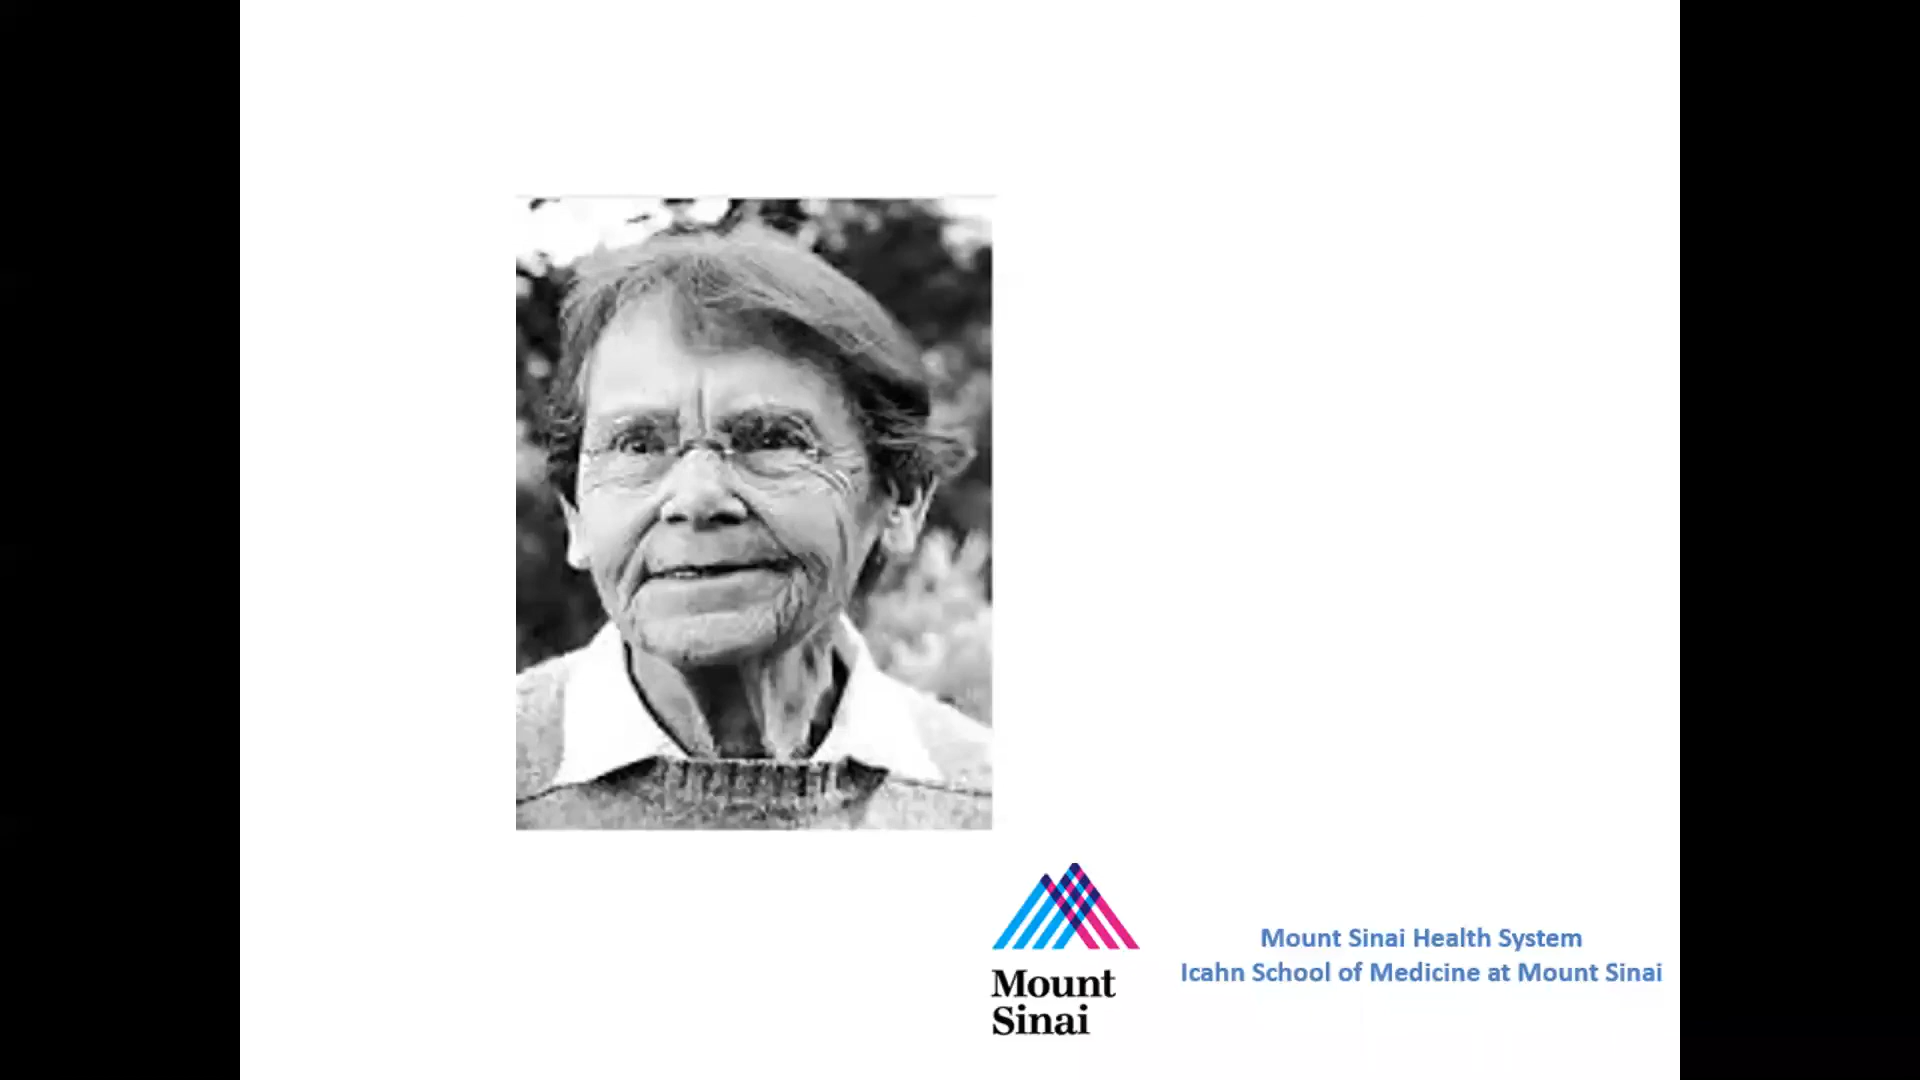 Mount
Sinai
Mount Sinai Health System
Icahn School of Medicine at Mount Sinai